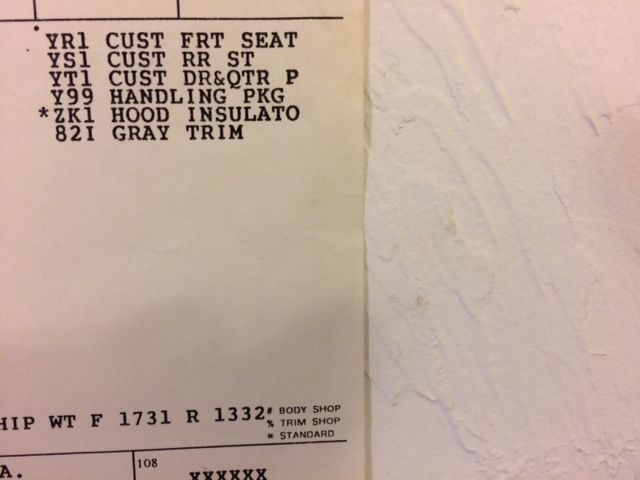 YR1 CUST FRT SEAT
YS1 CUST RR ST
YT1 CUST DR&QTR P
Y99 HANDLING PKG
*ZK1 HOOD INSULATO
82I GRAY TRIM
HIP WT F 1731 R 1332
# BODY SHOP
% TRIM SHOP
* STANDARD
A.
108
XXXXXX